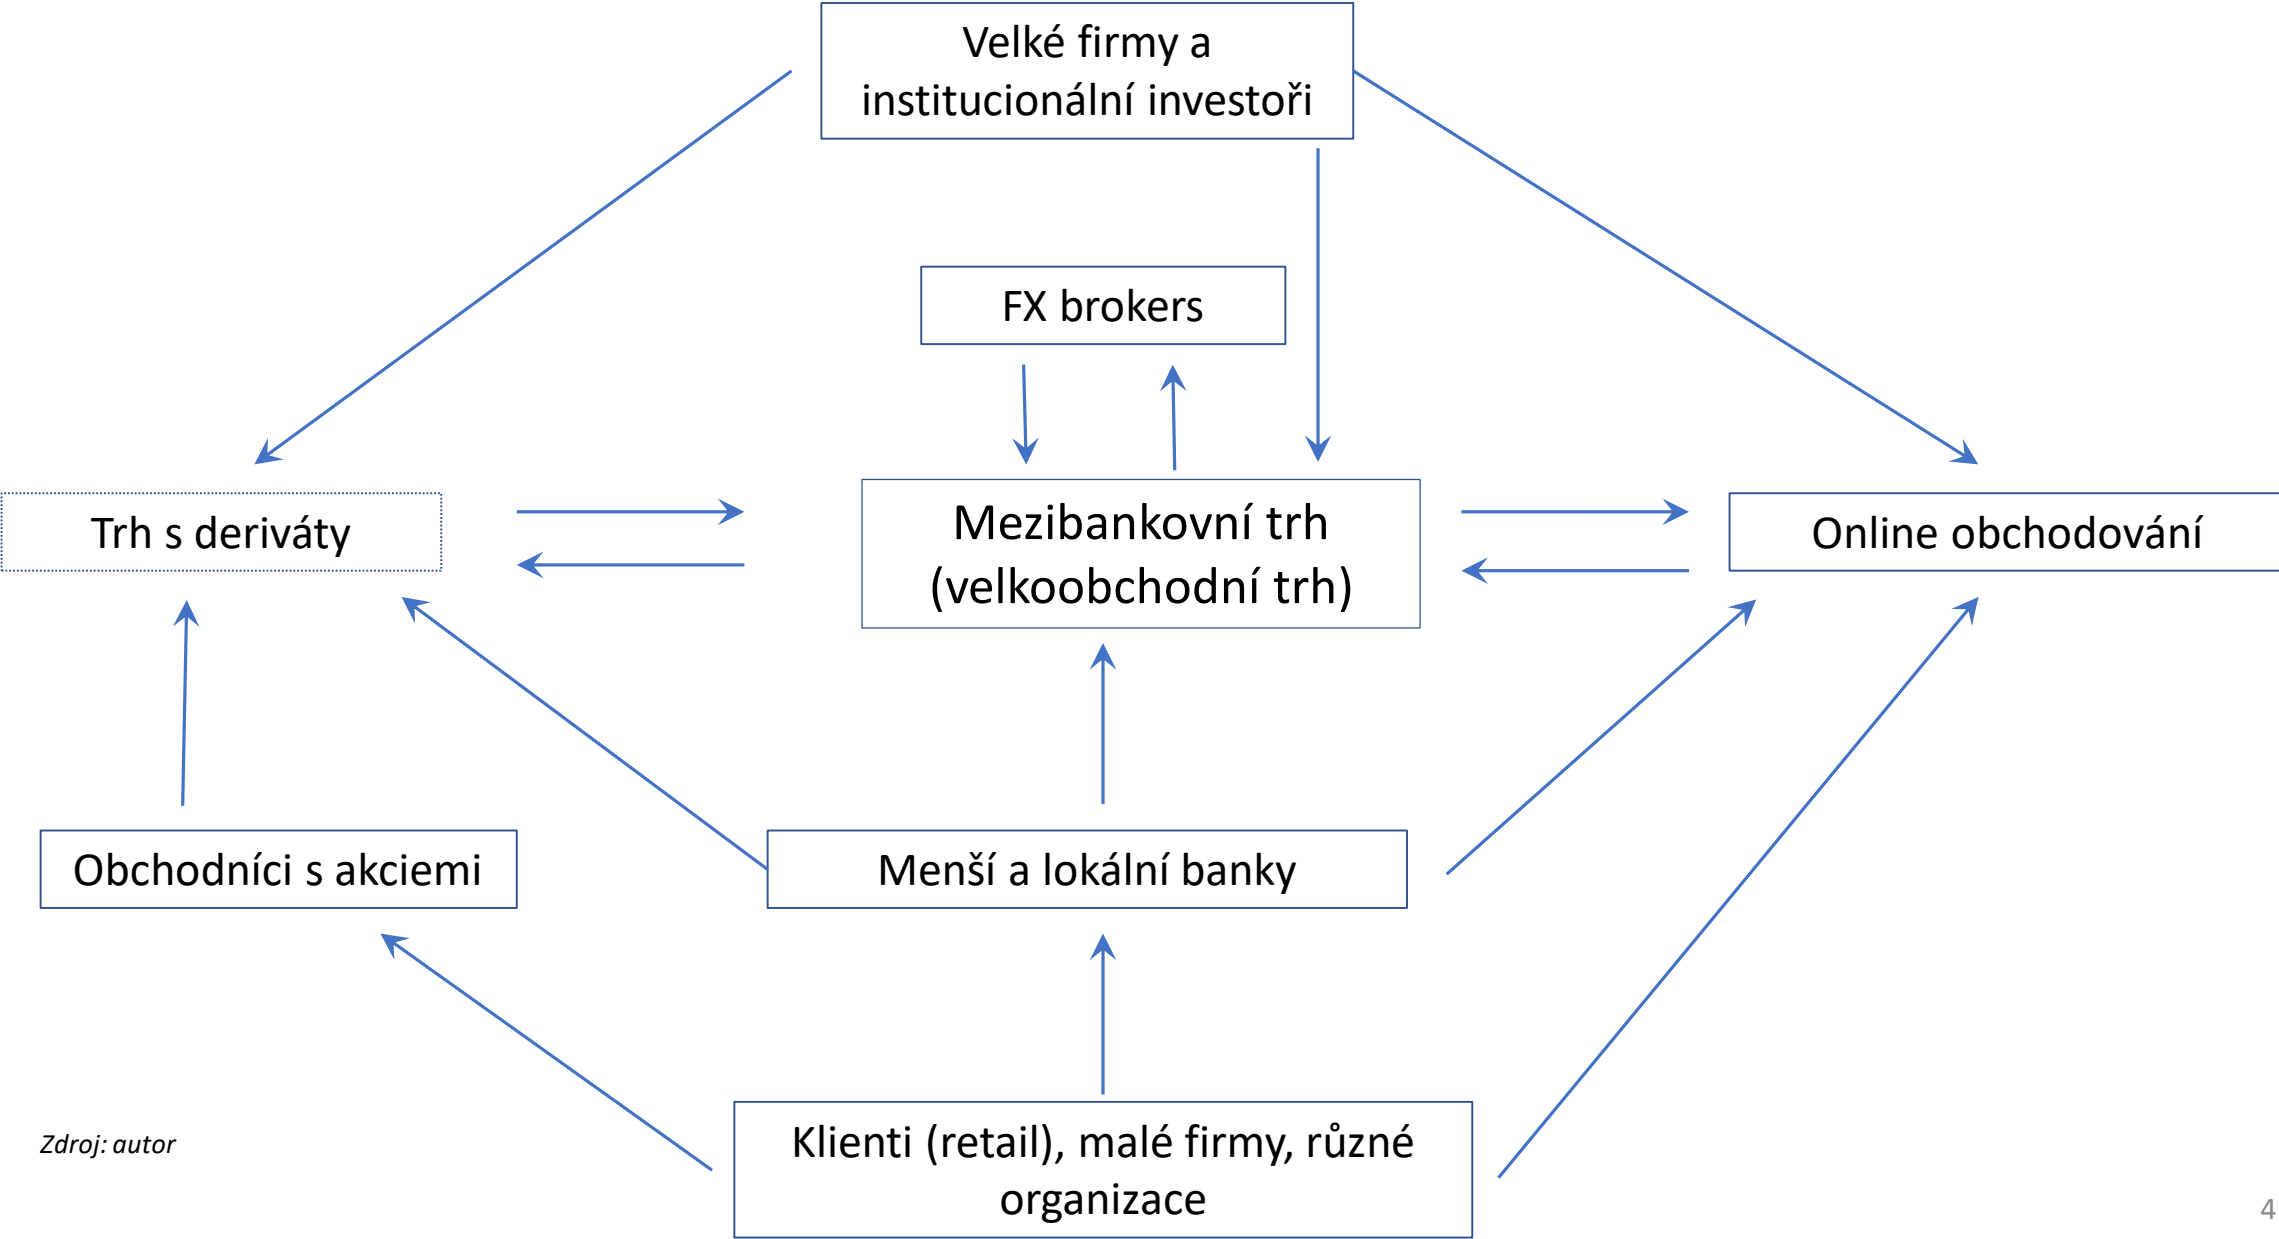 Velké firmy a
institucionální investoři
FX brokers
Trh s deriváty
Mezibankovní trh
(velkoobchodní trh)
Online obchodování
Obchodníci s akciemi
Menší a lokální banky
Klienti (retail), malé firmy, různé
organizace
Zdroj: autor
4